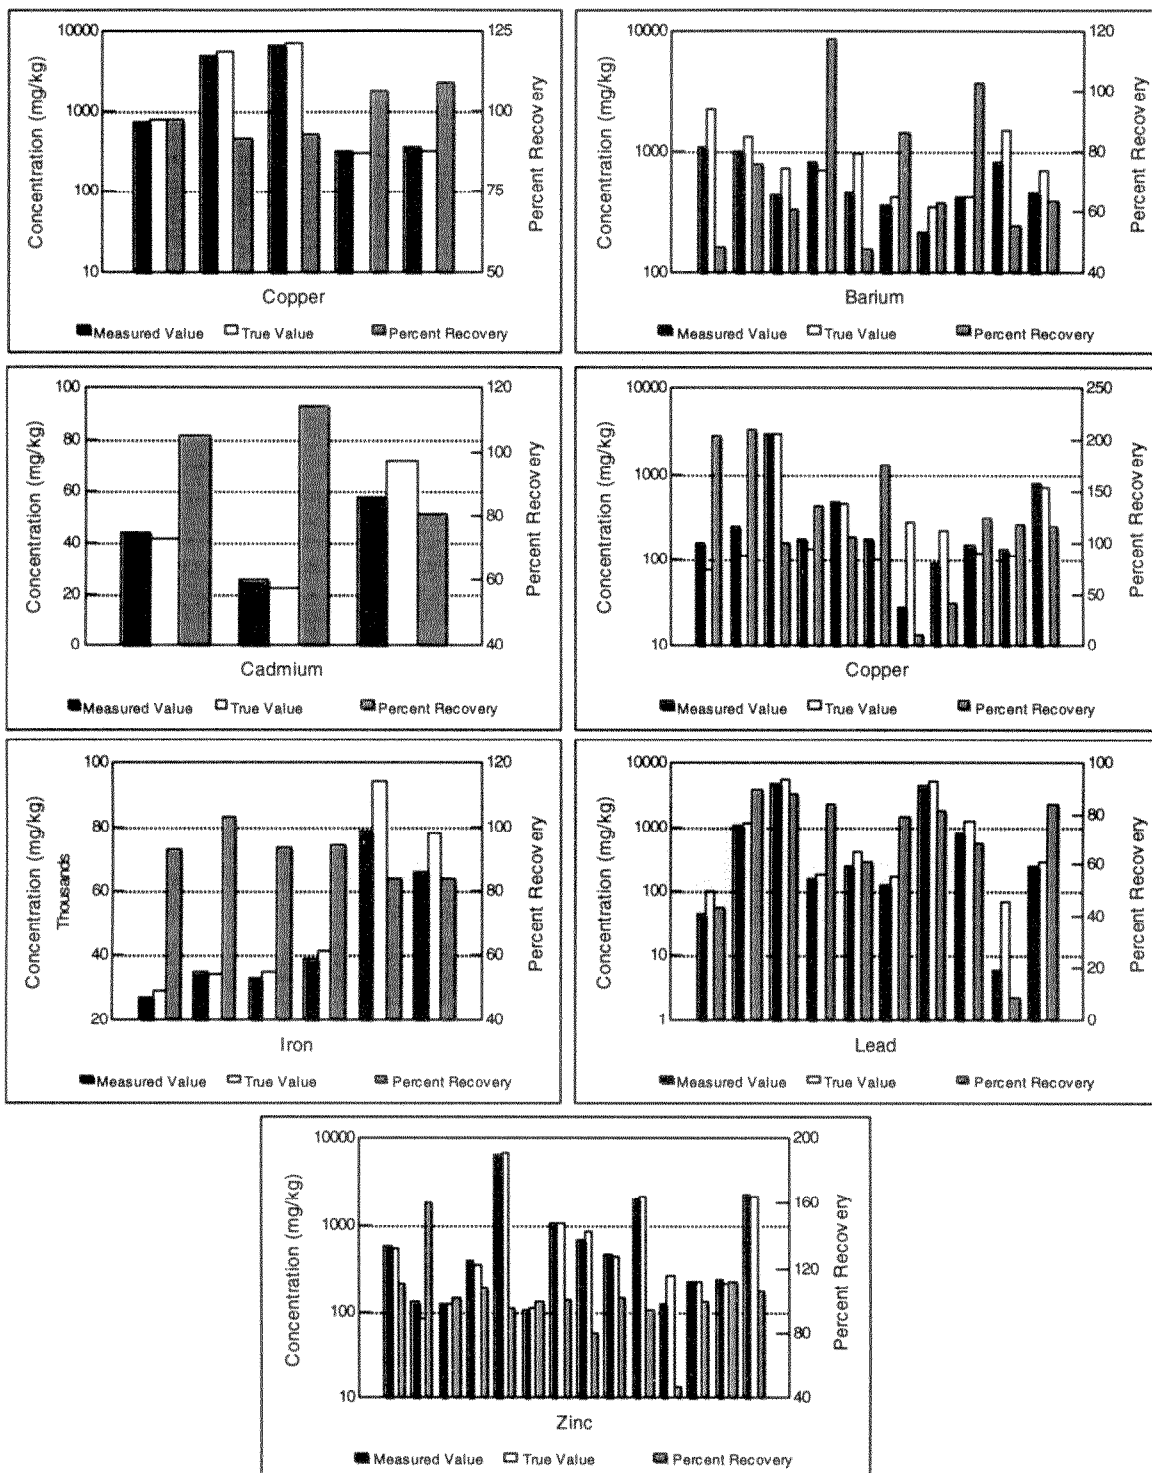 10000
1000
100
10
Concentration (mg/kg)
125
100
75
50
Percent Recovery
Copper
Measured Value True Value Percent Recovery
10000
1000
100
Concentration (mg/kg)
120
100
80
60
40
Percent Recovery
Barium
Measured Value True Value Percent Recovery
100
80
60
40
20
0
Concentration (mg/kg)
120
100
80
60
40
Percent Recovery
Cadmium
Measured Value True Value Percent Recovery
10000
1000
100
10
Concentration (mg/kg)
250
200
150
100
50
0
Percent Recovery
Copper
Measured Value True Value Percent Recovery
100
80
60
40
20
Concentration (mg/kg)
Thousands
120
100
80
60
40
Percent Recovery
Iron
Measured Value True Value Percent Recovery
10000
1000
100
10
1
Concentration (mg/kg)
100
80
60
40
20
0
Percent Recovery
Lead
Measured Value True Value Percent Recovery
10000
1000
100
10
Concentration (mg/kg)
200
160
120
80
40
Percent Recovery
Zinc
Measured Value True Value Percent Recovery